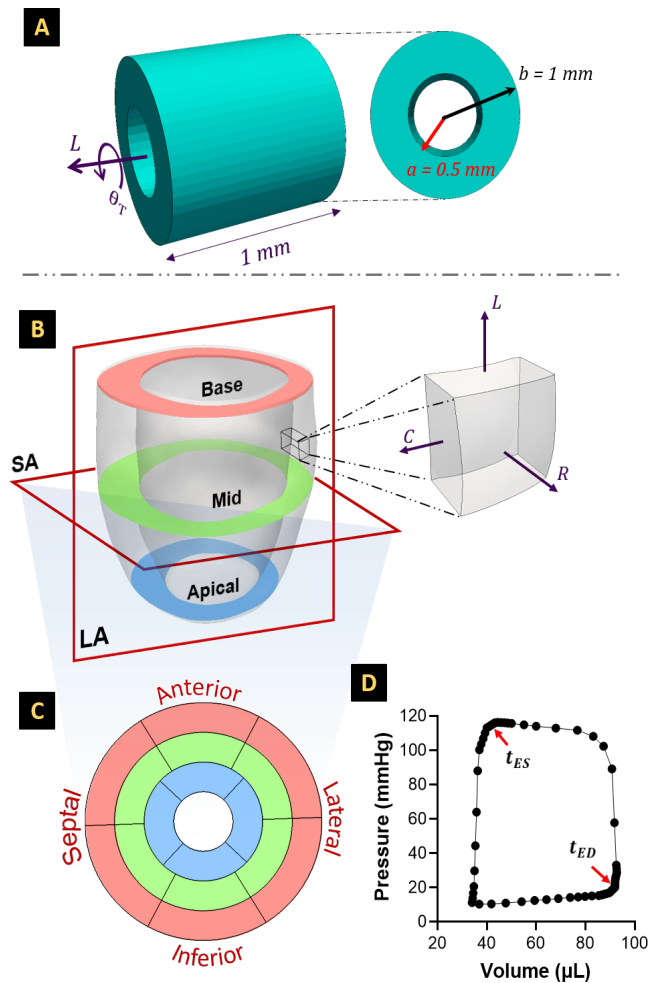 A
b = 1 mm
L
θT
a = 0.5 mm
1 mm
B
L
Base
C
SA
R
Mid
Apical
LA
C
D
Anterior
Septal
Lateral
Inferior
120
100
80
60
40
20
0
tES
tED
Pressure (mmHg)
20 40 60 80 100
Volume (µL)